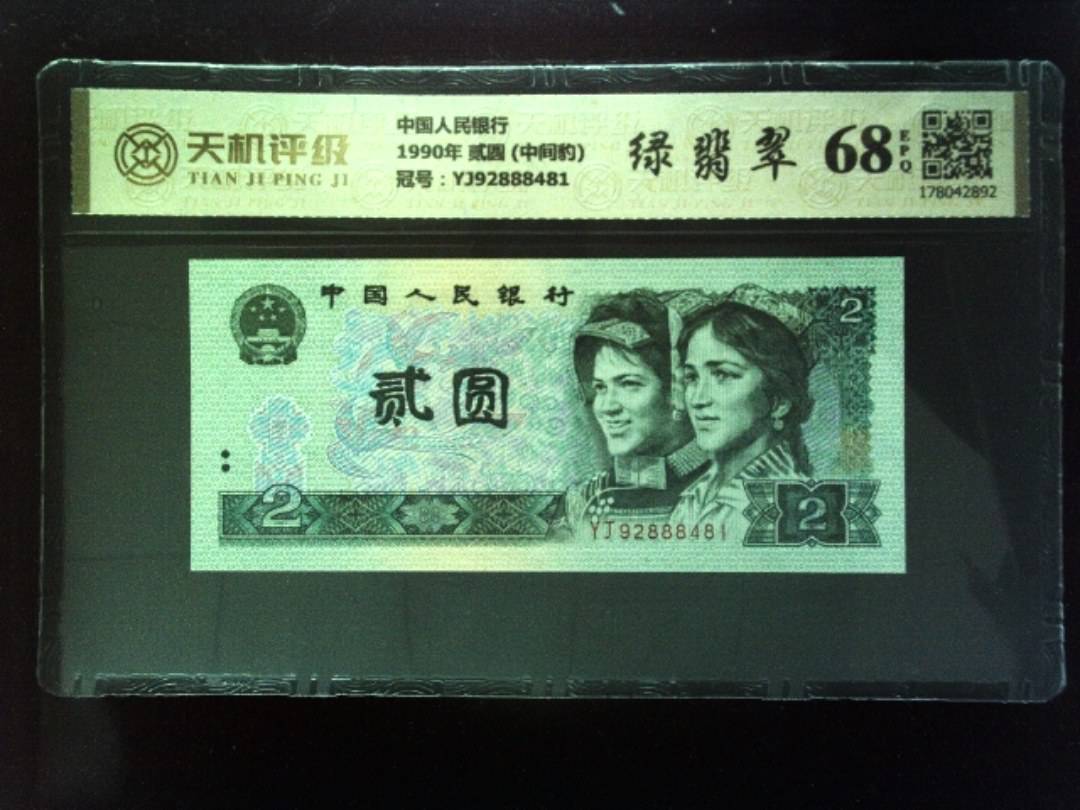 天机评级
TIAN JI PING JI
中国人民银行
1990年 贰圆 (中间豹)
冠号：YJ92888481
绿翡翠
68
EPQ
178042892
中国人民银行
2
贰圆
2
2
YJ92888481